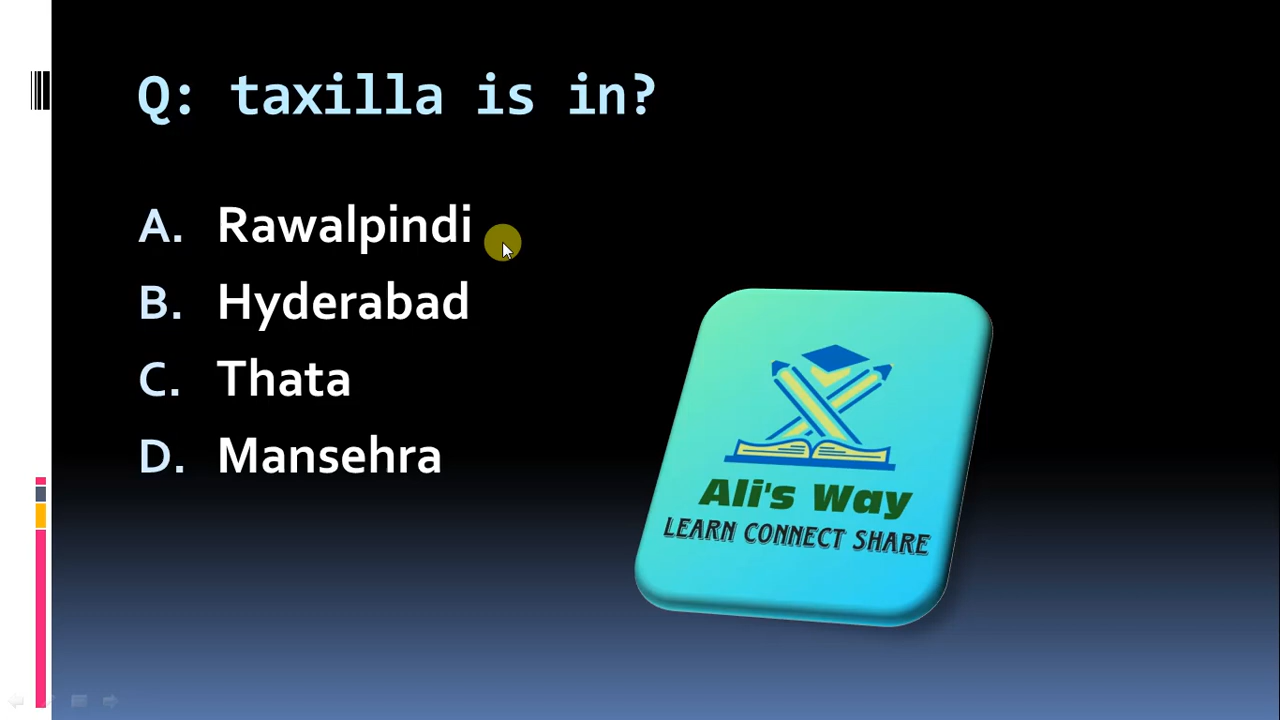 Q: taxilla is in?
A. Rawalpindi
B. Hyderabad
C. Thata
D. Mansehra
Ali's Way
LEARN CONNECT SHARE